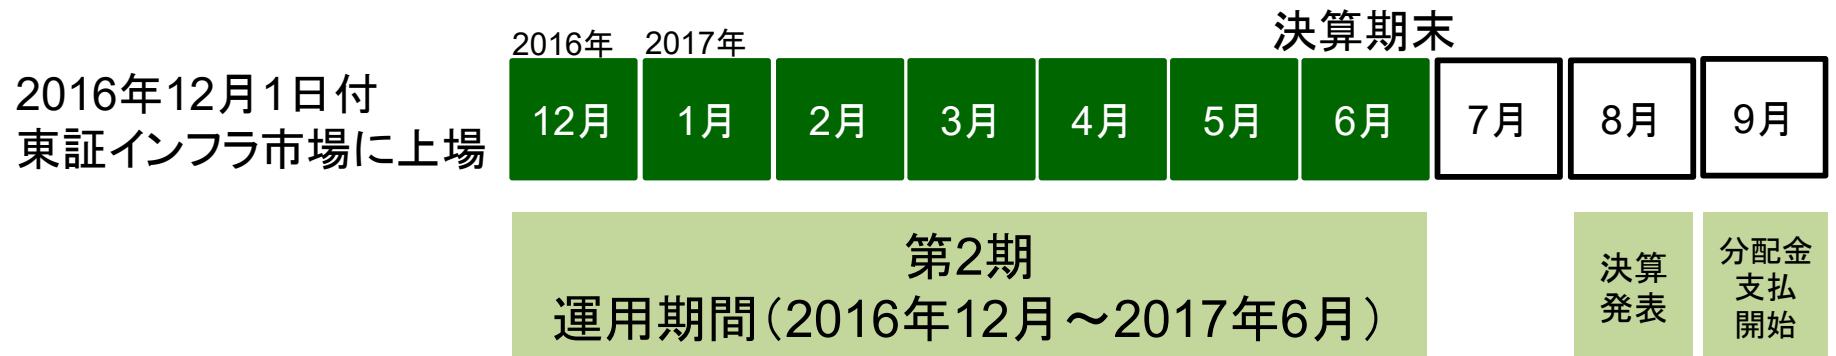 2016年 2017年 決算期末
2016年12月1日付
東証インフラ市場に上場
12月 1月 2月 3月 4月 5月 6月 7月 8月 9月
第2期
運用期間（2016年12月～2017年6月）
決算
発表
分配金
支払
開始